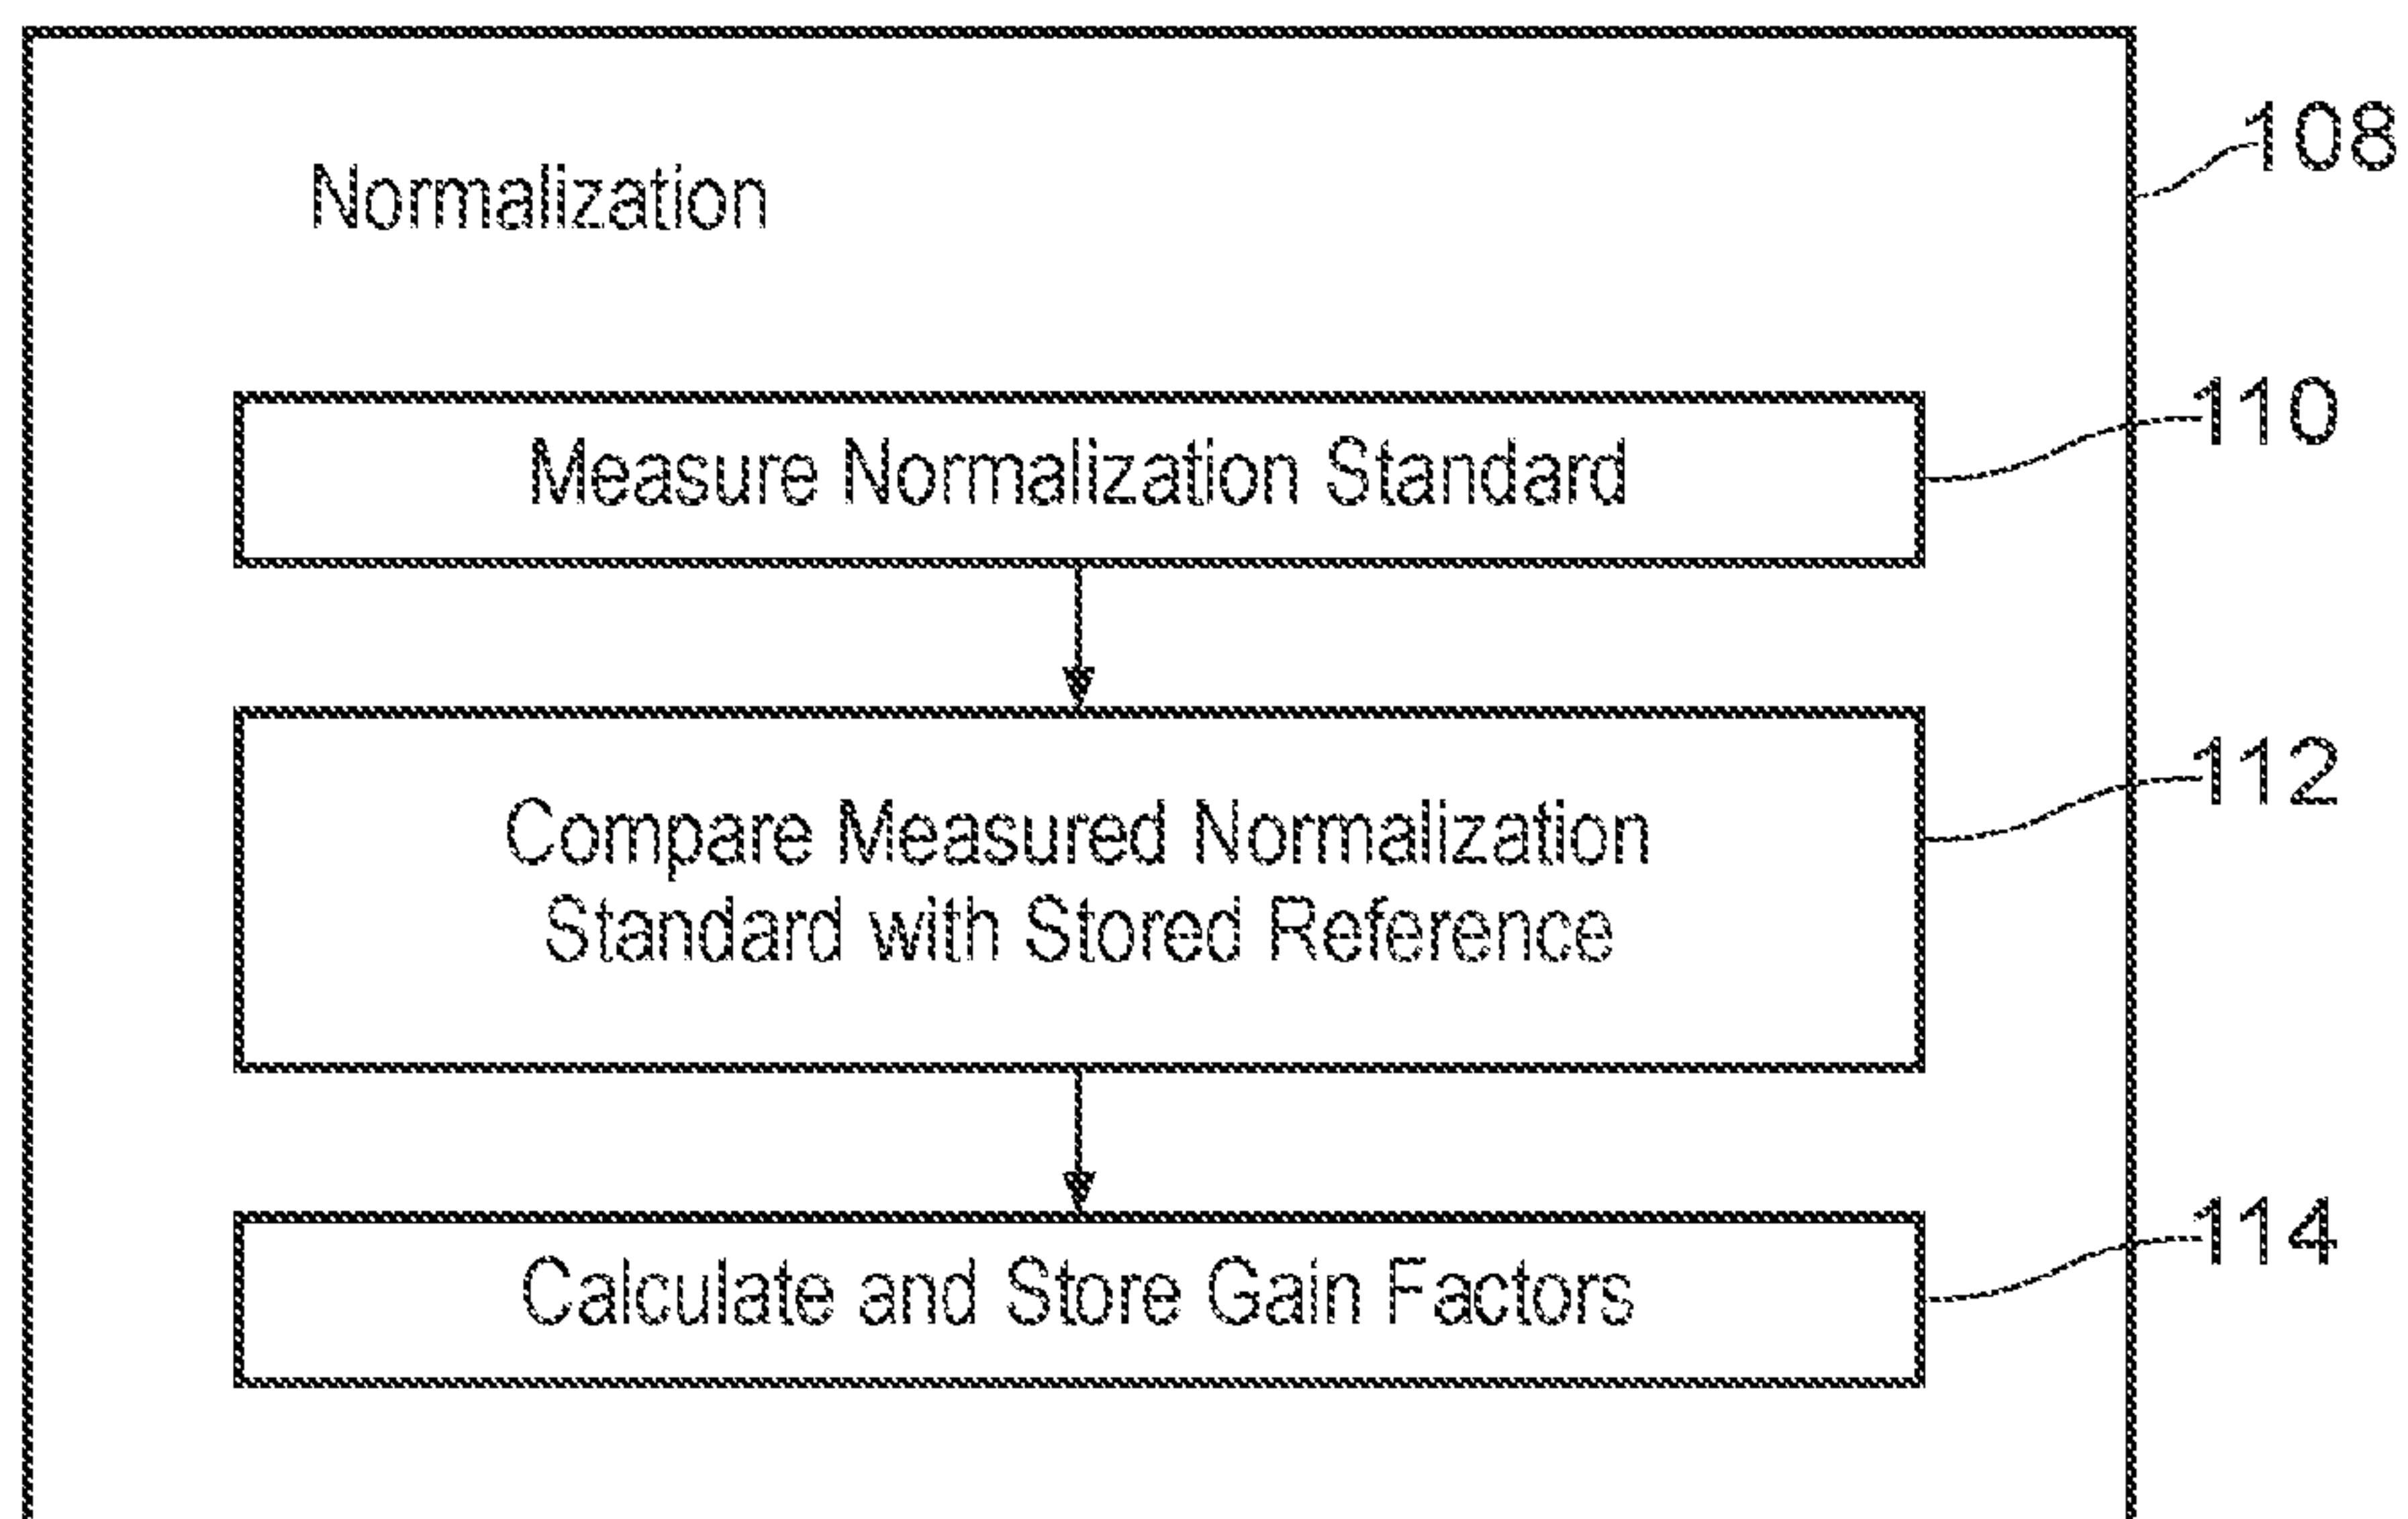 108
Normalization
110
Measure Normalization Standard
112
Compare Measured Normalization
Standard with Stored Reference
114
Calculate and Store Gain Factors